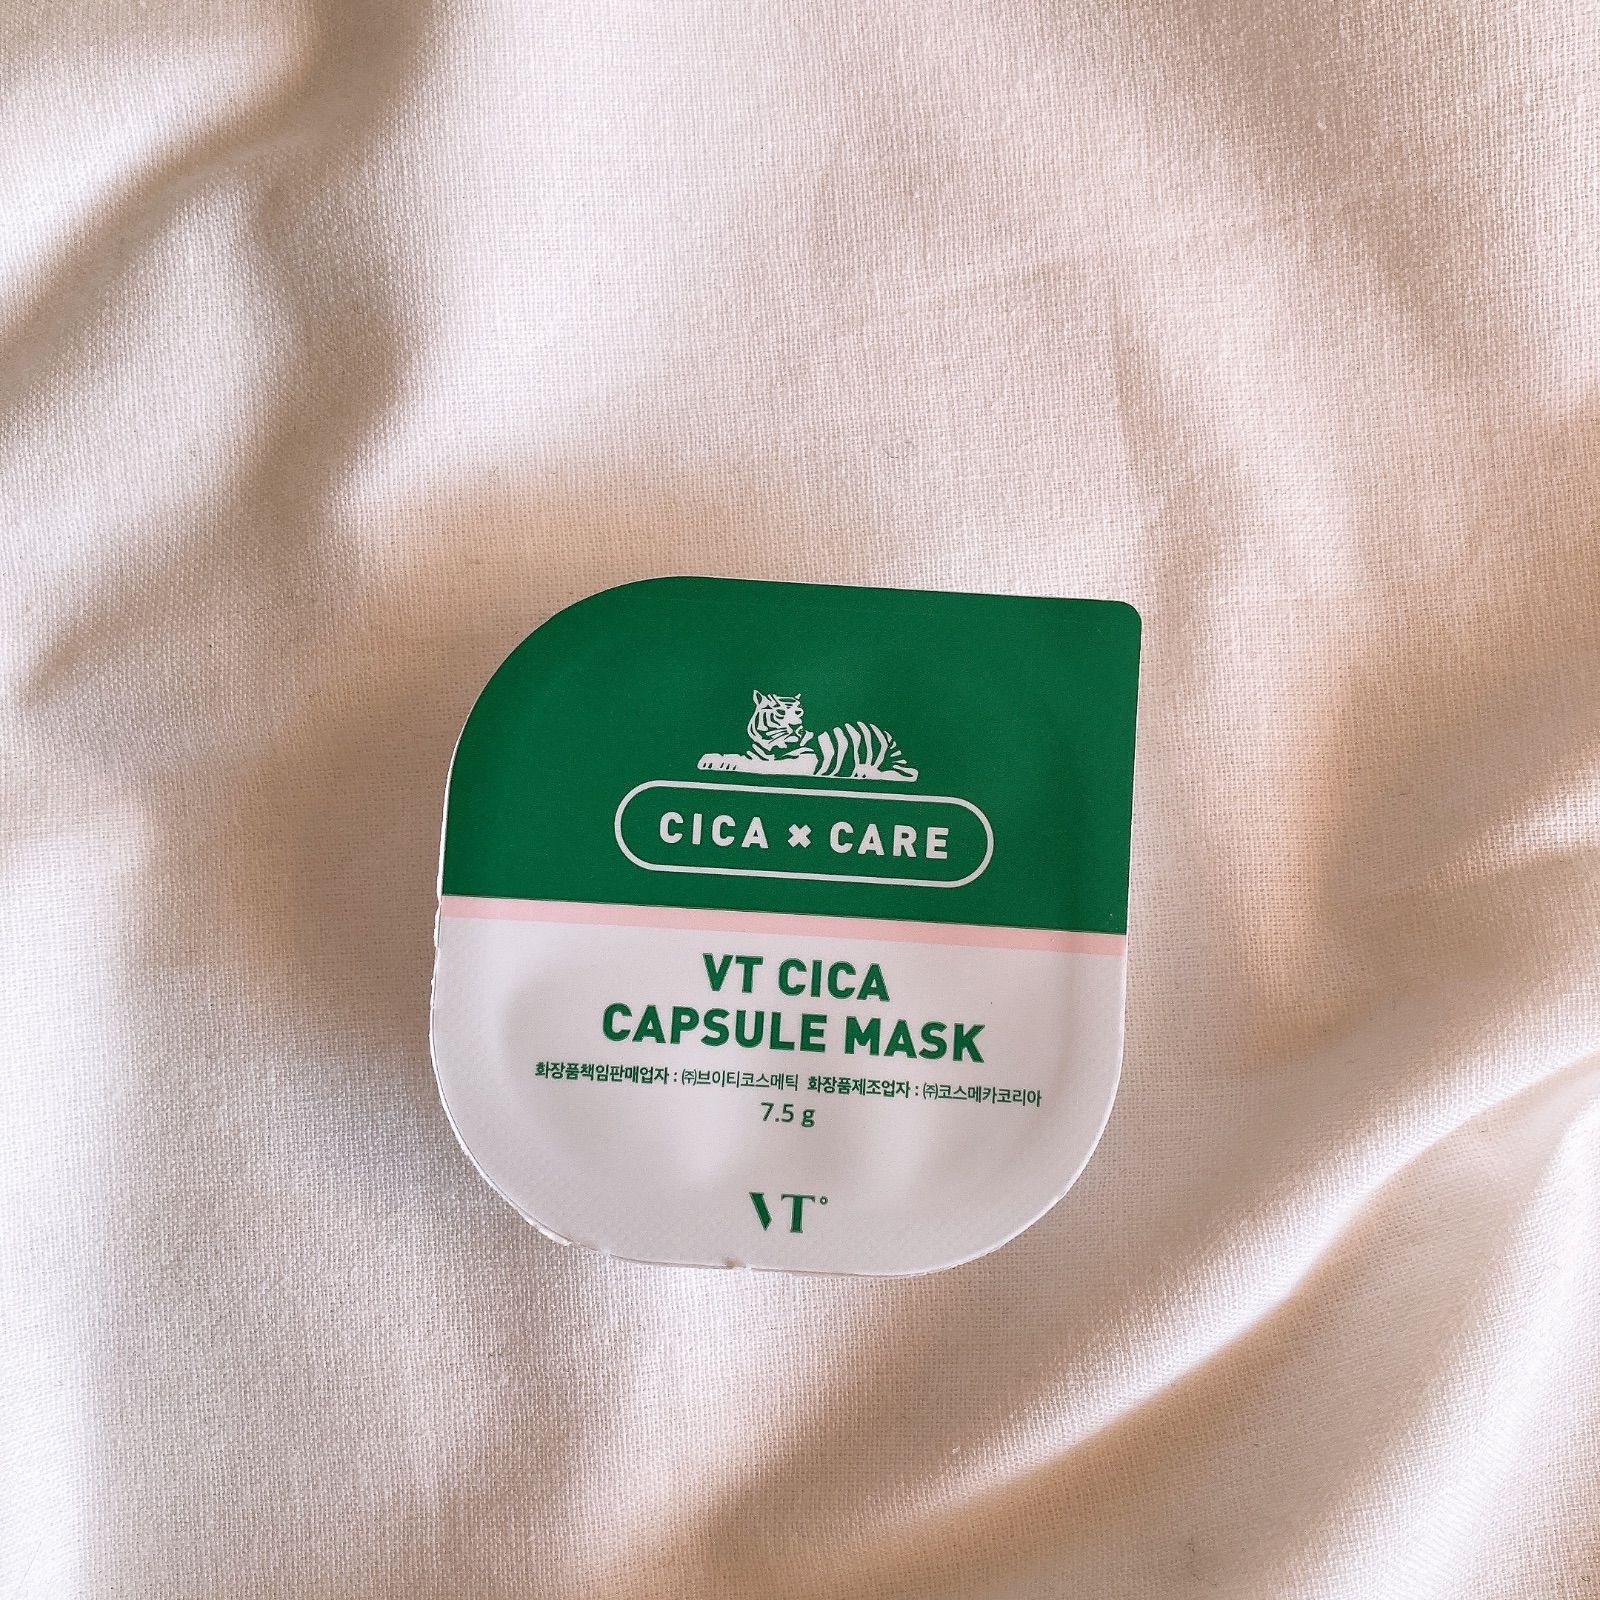 CICA × CARE
VT CICA
CAPSULE MASK
화장품책임판매업자 : ㈜브이티코스메틱 화장품제조업자 : ㈜코스메카코리아
7.5 g
VT°